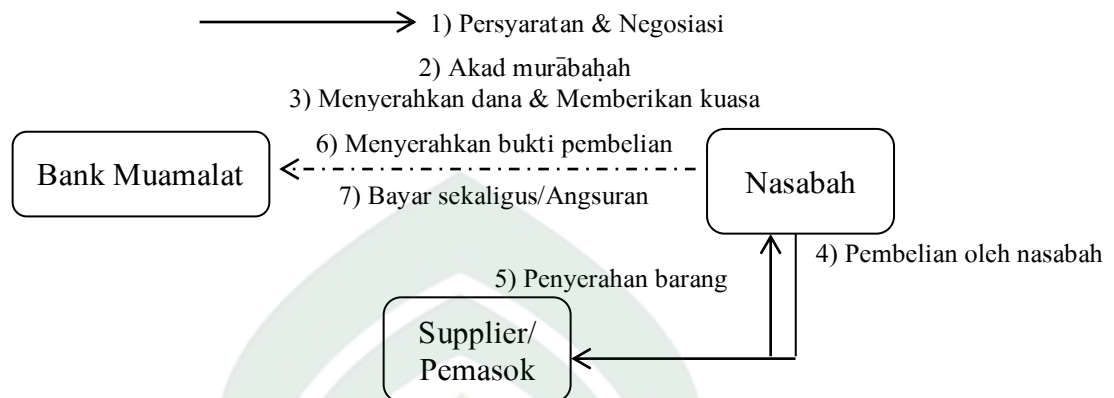 1) Persyaratan & Negosiasi
2) Akad murābaḥah
3) Menyerahkan dana & Memberikan kuasa
6) Menyerahkan bukti pembelian
Bank Muamalat
Nasabah
7) Bayar sekaligus/Angsuran
4) Pembelian oleh nasabah
5) Penyerahan barang
Supplier/
Pemasok